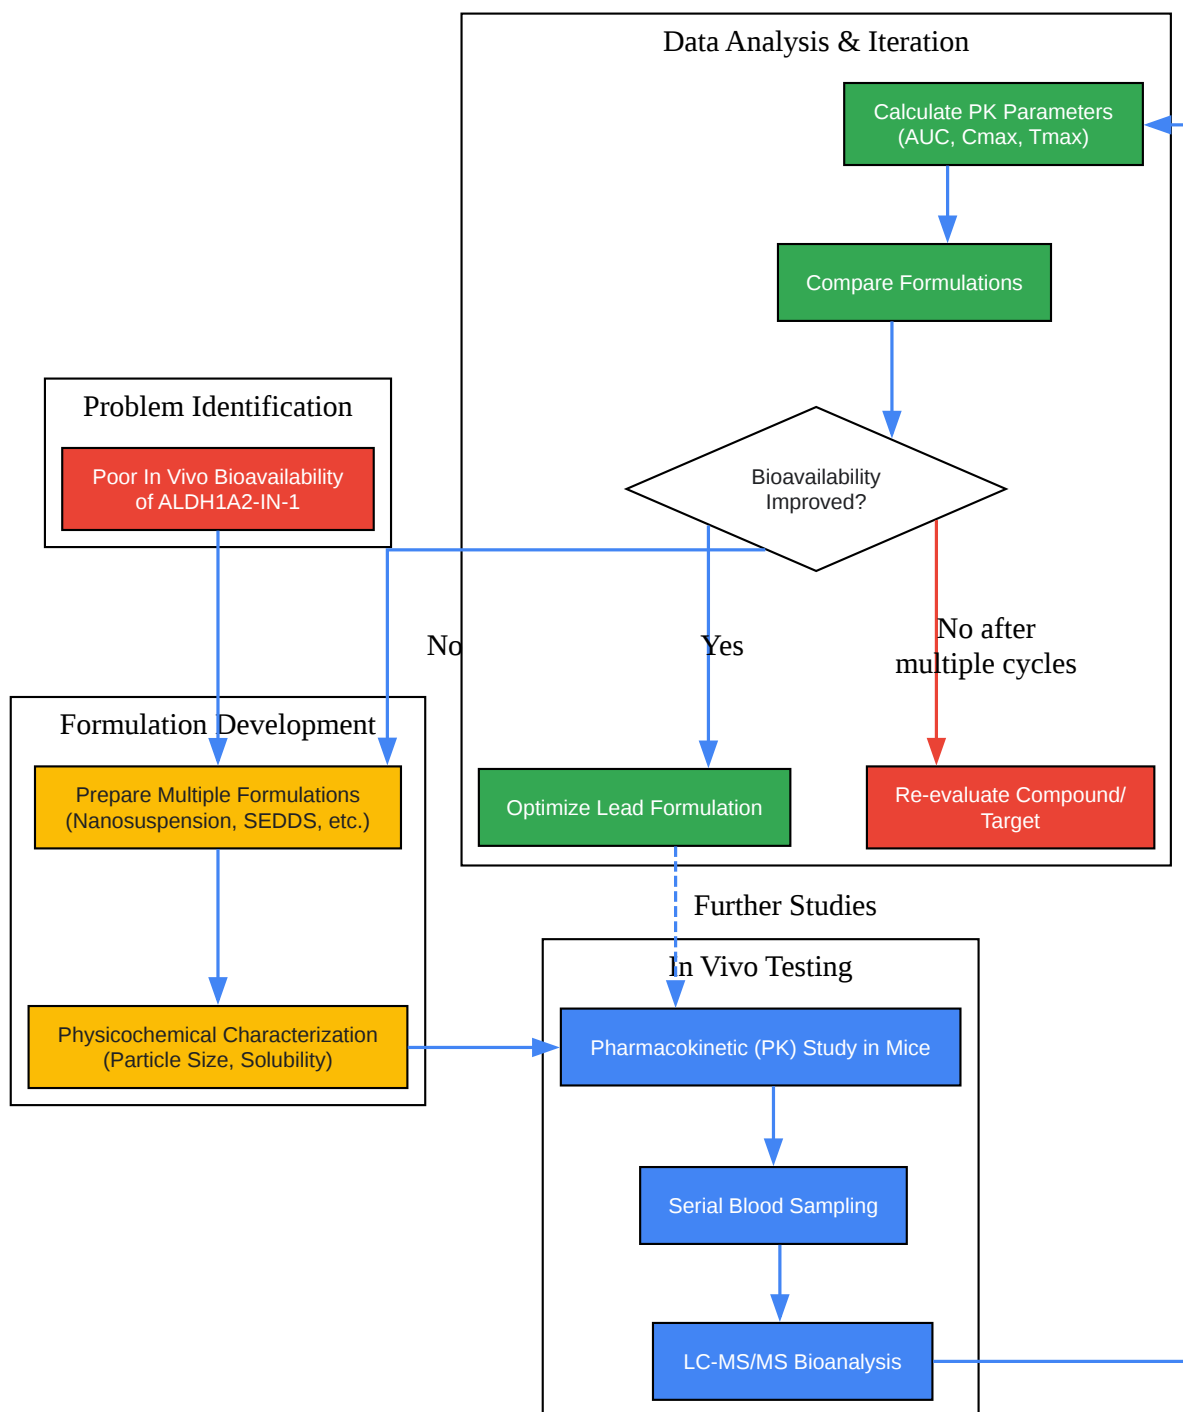 Data Analysis & Iteration
Calculate PK Parameters
(AUC, Cmax, Tmax)
Compare Formulations
Problem Identification
Poor In Vivo Bioavailability
of ALDH1A2-IN-1
Bioavailability
Improved?
No
Yes
No after
multiple cycles
Formulation Development
Prepare Multiple Formulations
(Nanosuspension, SEDDS, etc.)
Optimize Lead Formulation
Re-evaluate Compound/
Target
Further Studies
In Vivo Testing
Physicochemical Characterization
(Particle Size, Solubility)
Pharmacokinetic (PK) Study in Mice
Serial Blood Sampling
LC-MS/MS Bioanalysis